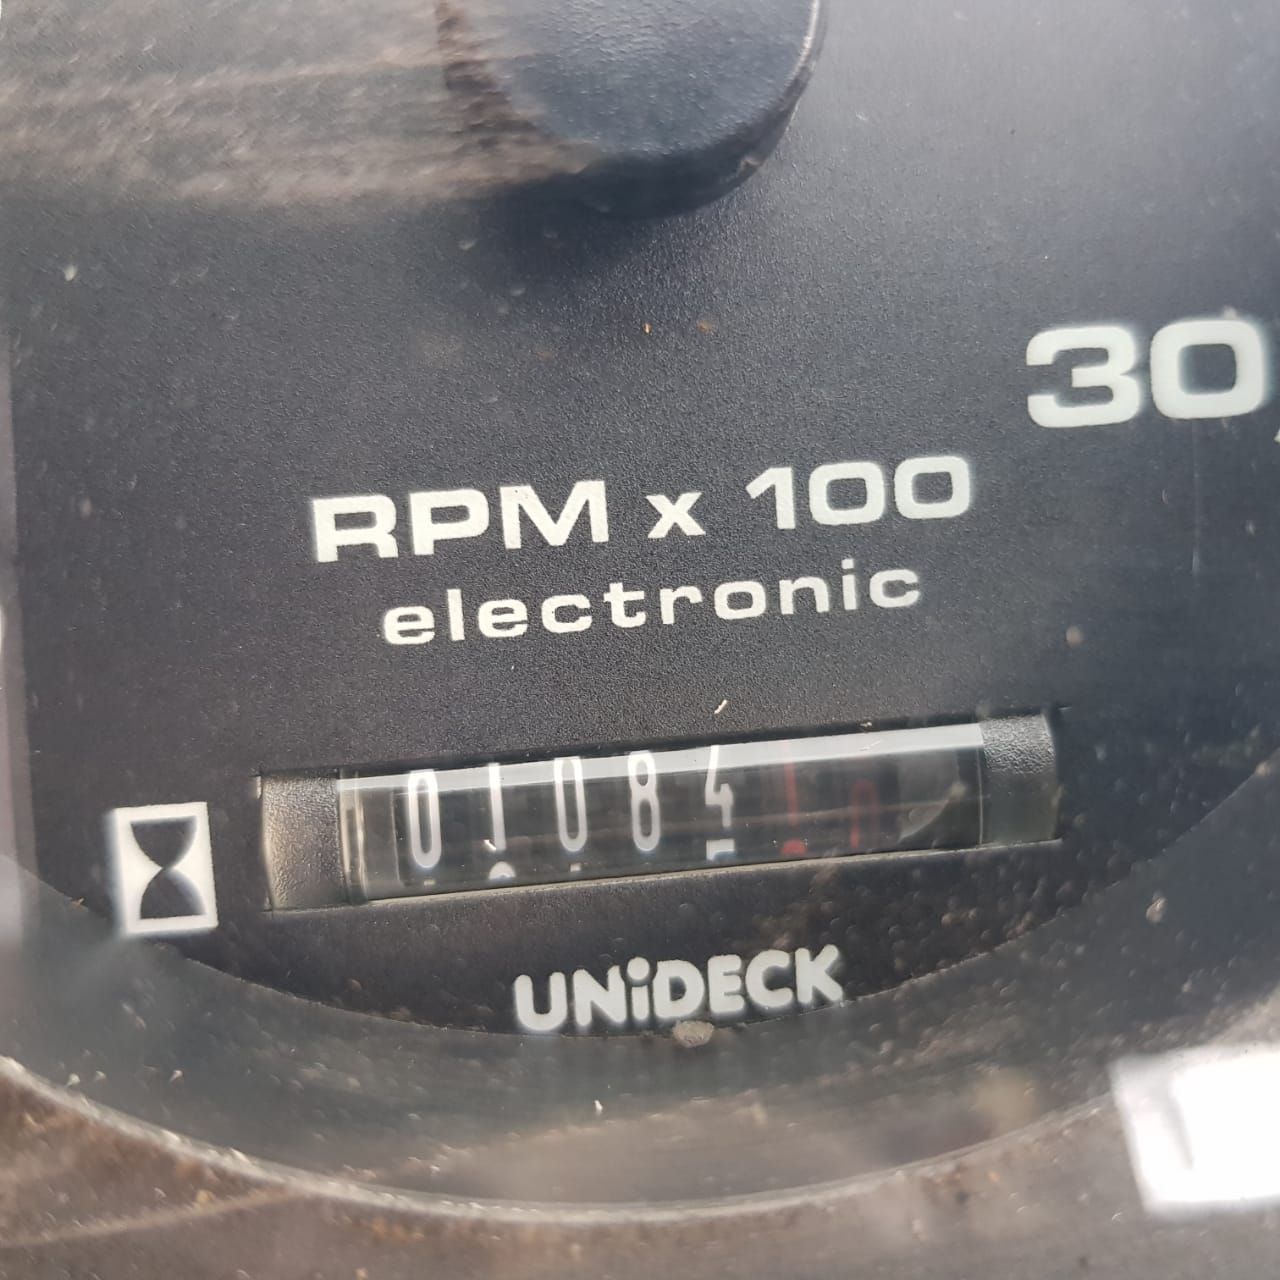 30
RPM x 100
electronic
01084
UNiDECK